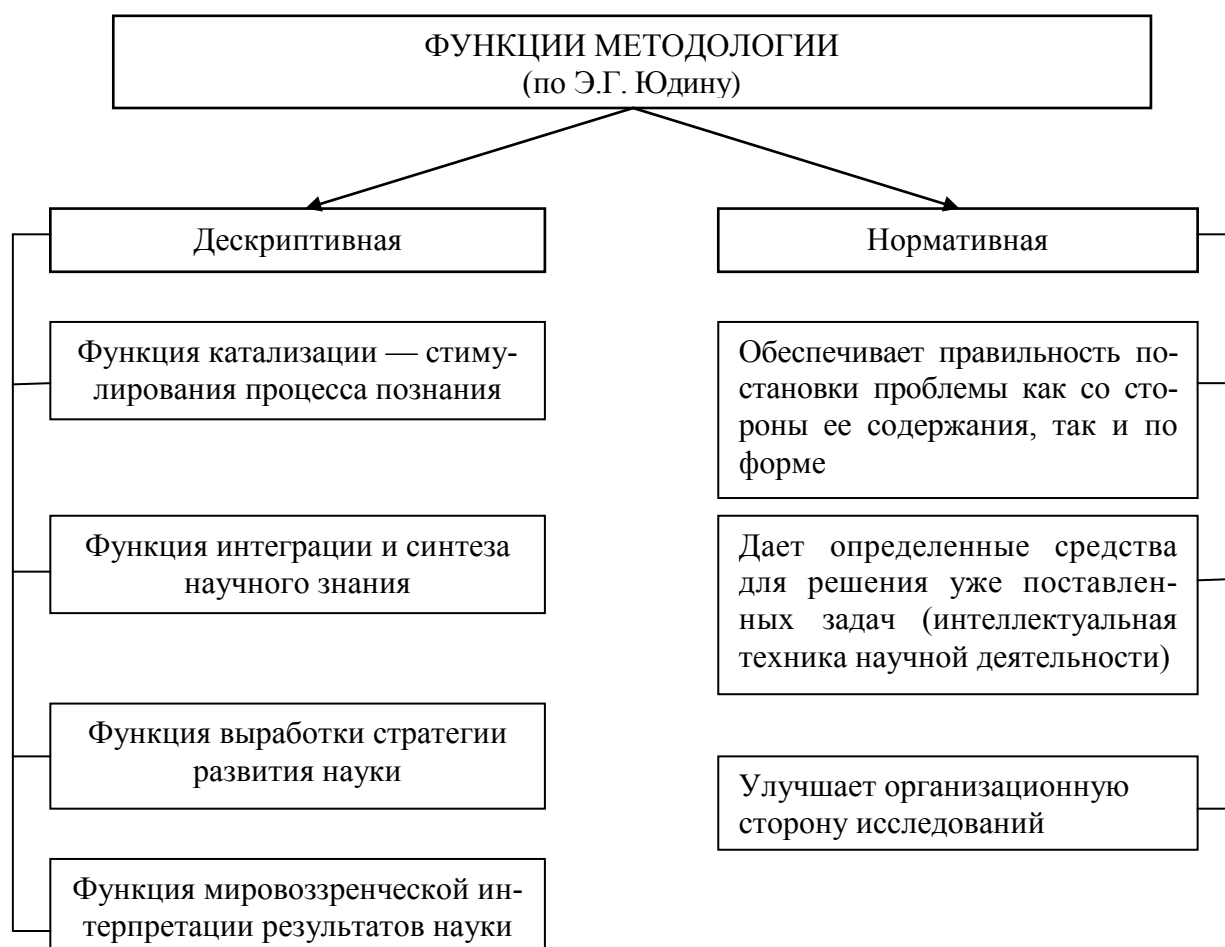 ФУНКЦИИ МЕТОДОЛОГИИ
(по Э.Г. Юдину)
Дескриптивная
Нормативная
Функция катализации — стиму-
лирования процесса познания
Функция интеграции и синтеза
научного знания
Функция выработки стратегии
развития науки
Функция мировоззренческой ин-
терпретации результатов науки
Обеспечивает правильность по-
становки проблемы как со сто-
роны ее содержания, так и по
форме
Дает определенные средства
для решения уже поставлен-
ных задач (интеллектуальная
техника научной деятельности)
Улучшает организационную
сторону исследований